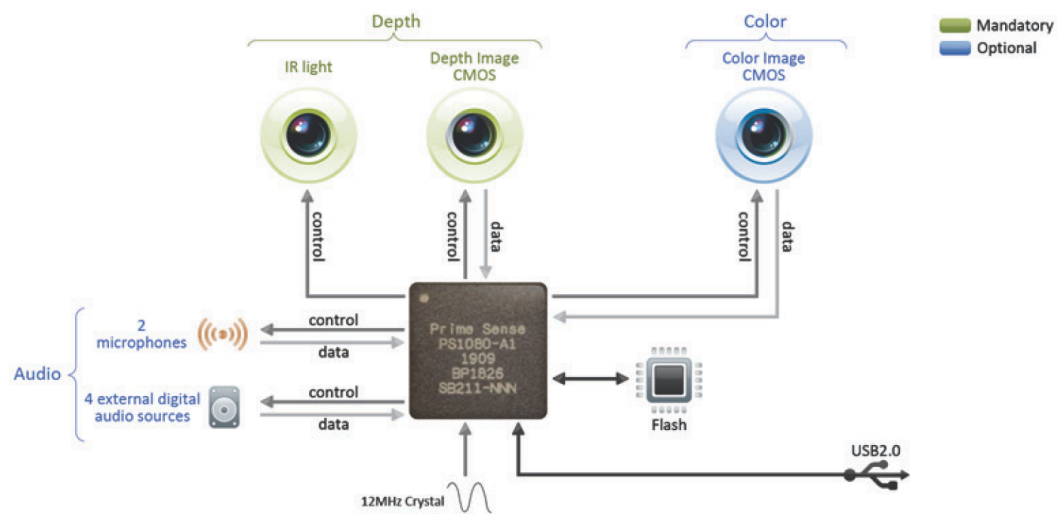 Depth
Color
Mandatory
Optional
IR light
Depth Image
CMOS
Color Image
CMOS
control
control
data
control
data
Prime Sense
PS1080-A1
1909
BP1826
SB211-NNN
Audio
2
microphones
control
data
4 external digital
audio sources
control
data
Flash
USB2.0
12MHz Crystal